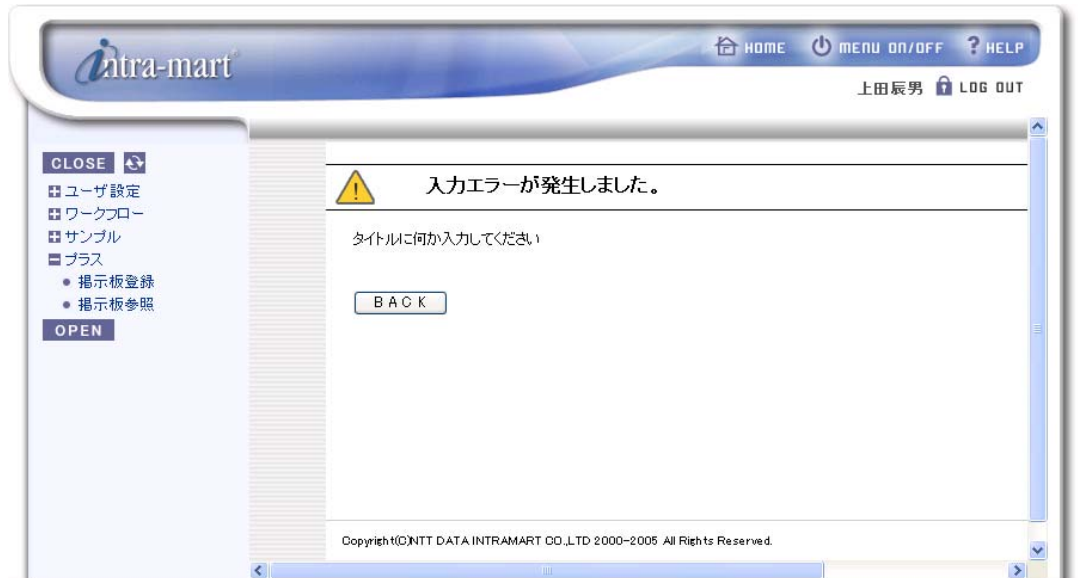 intra-mart
HOME MENU ON/OFF ? HELP
上田辰男 LOG OUT
CLOSE
ユーザ設定
ワークフロー
サンプル
プラス
掲示板登録
掲示板参照
OPEN
入力エラーが発生しました。
タイトルに何か入力してください
BACK
Copyright(C)NTT DATA INTRAMART CO.,LTD 2000-2005 All Rights Reserved.